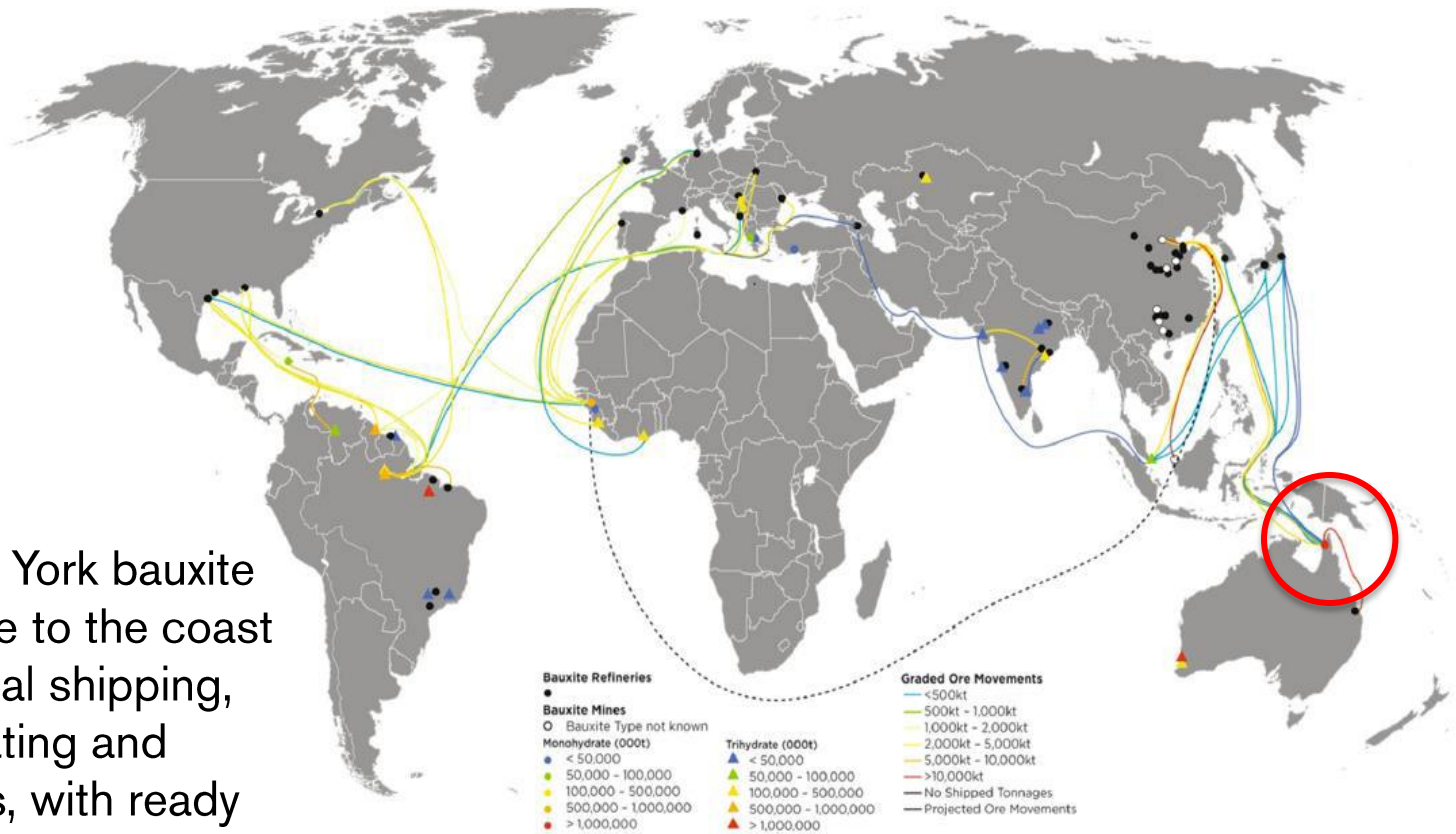 York bauxite
e to the coast
al shipping,
ting and
s, with ready
Bauxite Refineries
Bauxite Mines
Bauxite Type not known
Monohydrate (000t)
< 50,000
50,000 - 100,000
100,000 - 500,000
500,000 - 1,000,000
> 1,000,000
Trihydrate (000t)
< 50,000
50,000 - 100,000
100,000 - 500,000
500,000 - 1,000,000
> 1,000,000
Graded Ore Movements
<500kt
500kt - 1,000kt
1,000kt - 2,000kt
2,000kt - 5,000kt
5,000kt - 10,000kt
>10,000kt
No Shipped Tonnages
Projected Ore Movements